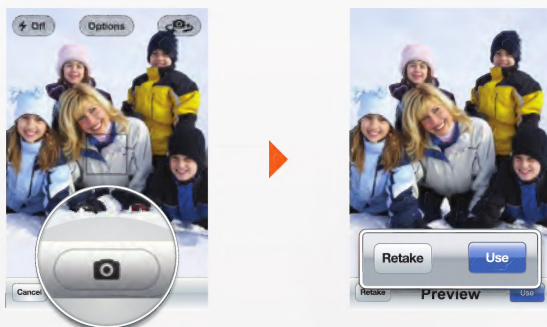 Off
Options
Cancel
Retake
Use
Retake
Preview
Use